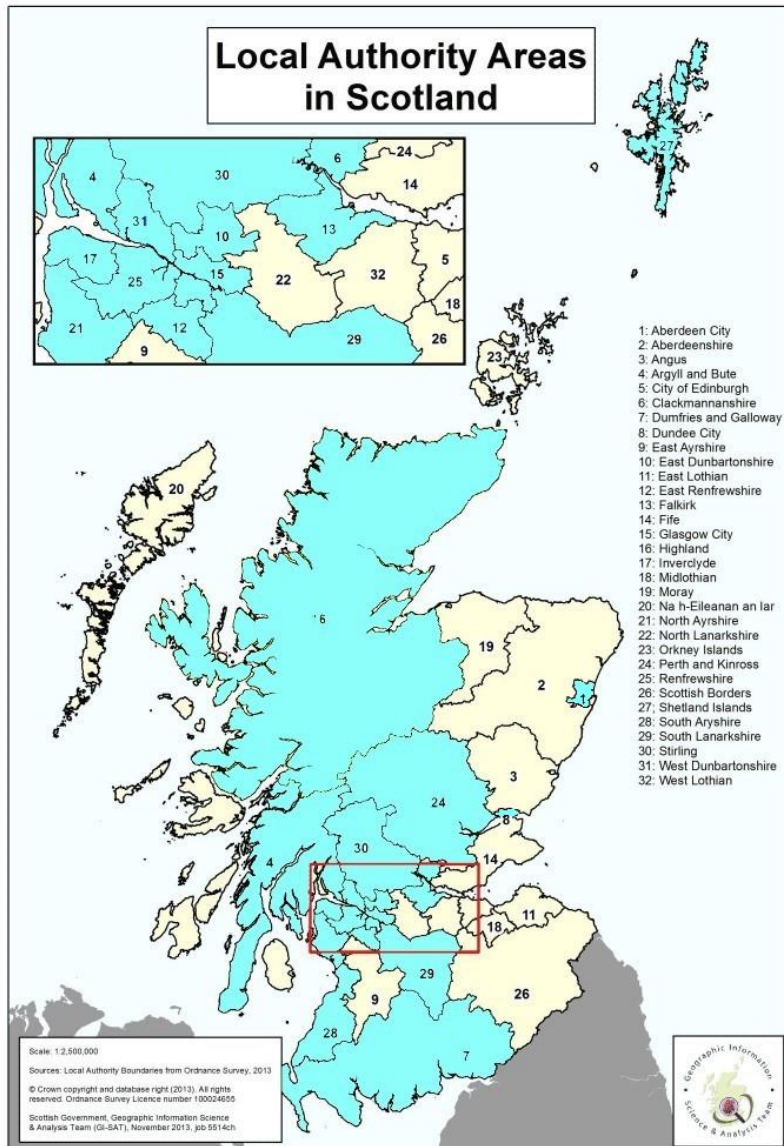 Local Authority Areas
in Scotland
6
24
4
30
14
31
10
13
17
15
5
25
22
32
18
21
12
29
26
9
27
23
1: Aberdeen City
2: Aberdeenshire
3: Angus
4: Argyll and Bute
5: City of Edinburgh
6: Clackmannanshire
7: Dumfries and Galloway
8: Dundee City
9: East Ayrshire
10: East Dunbartonshire
11: East Lothian
12: East Renfrewshire
13: Falkirk
14: Fife
15: Glasgow City
16: Highland
17: Inverclyde
18: Midlothian
19: Moray
20: Na h-Eileanan an Iar
21: North Ayrshire
22: North Lanarkshire
23: Orkney Islands
24: Perth and Kinross
25: Renfrewshire
26: Scottish Borders
27; Shetland Islands
28: South Aryshire
29: South Lanarkshire
30: Stirling
31: West Dunbartonshire
32: West Lothian
20
16
19
2
1
3
24
8
30
14
4
11
18
29
9
26
28
7
Scale: 1:2,500,000
Sources: Local Authority Boundaries from Ordnance Survey, 2013
© Crown copyright and database right (2013). All rights
reserved. Ordnance Survey Licence number 100024655
Scottish Government, Geographic Information Science
& Analysis Team (GI-SAT), November 2013, job 5514ch
Geographic Information
Science & Analysis Team